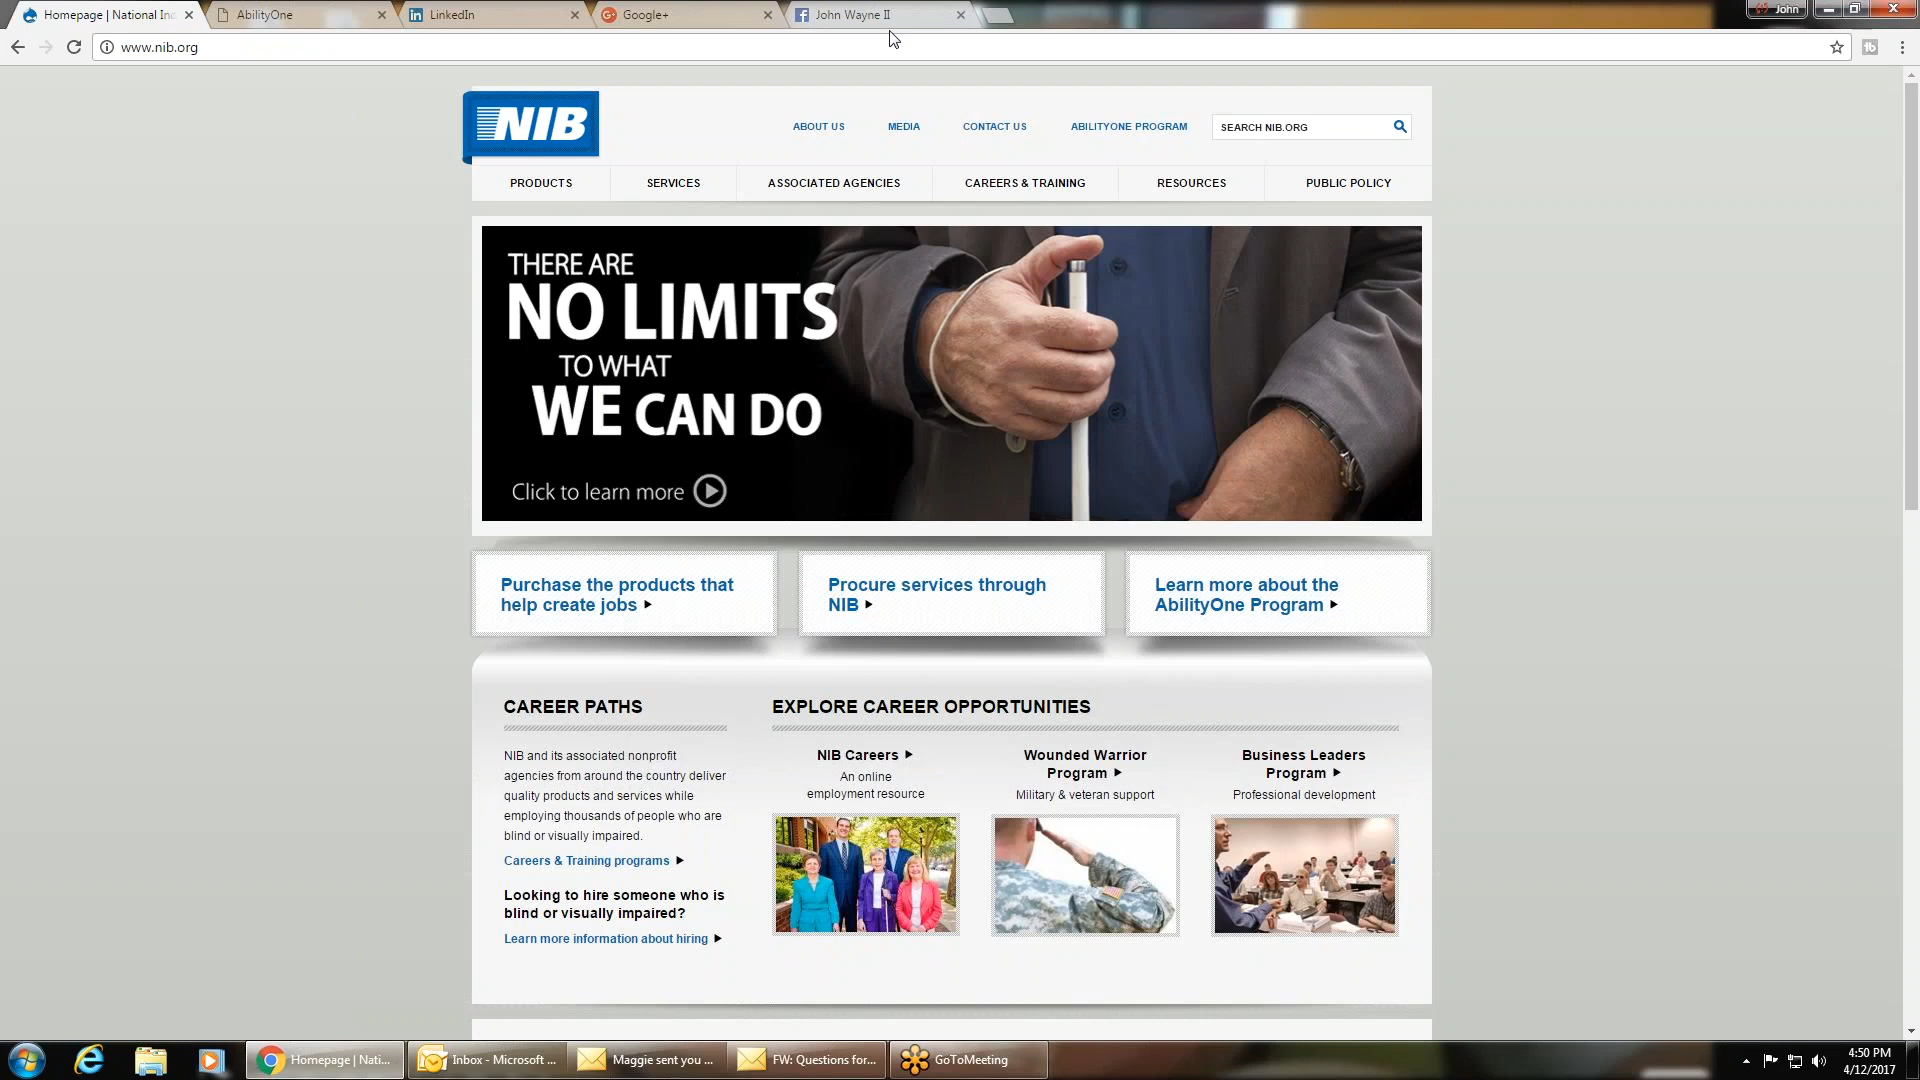 Homepage | National Ind
AbilityOne
LinkedIn
Google+
John Wayne II
John
www.nib.org
NIB
ABOUT US
MEDIA
CONTACT US
ABILITYONE PROGRAM
SEARCH NIB.ORG
PRODUCTS
SERVICES
ASSOCIATED AGENCIES
CAREERS & TRAINING
RESOURCES
PUBLIC POLICY
THERE ARE
NO LIMITS
TO WHAT
WE CAN DO
Click to learn more
Purchase the products that
help create jobs
Procure services through
NIB
Learn more about the
AbilityOne Program
CAREER PATHS
NIB and its associated nonprofit
agencies from around the country deliver
quality products and services while
employing thousands of people who are
blind or visually impaired.
Careers & Training programs
Looking to hire someone who is
blind or visually impaired?
Learn more information about hiring
EXPLORE CAREER OPPORTUNITIES
NIB Careers
An online
employment resource
Wounded Warrior
Program
Military & veteran support
Business Leaders
Program
Professional development
Homepage | Nati...
Inbox - Microsoft ...
Maggie sent you ...
FW: Questions for...
GoToMeeting
4:50 PM
4/12/2017